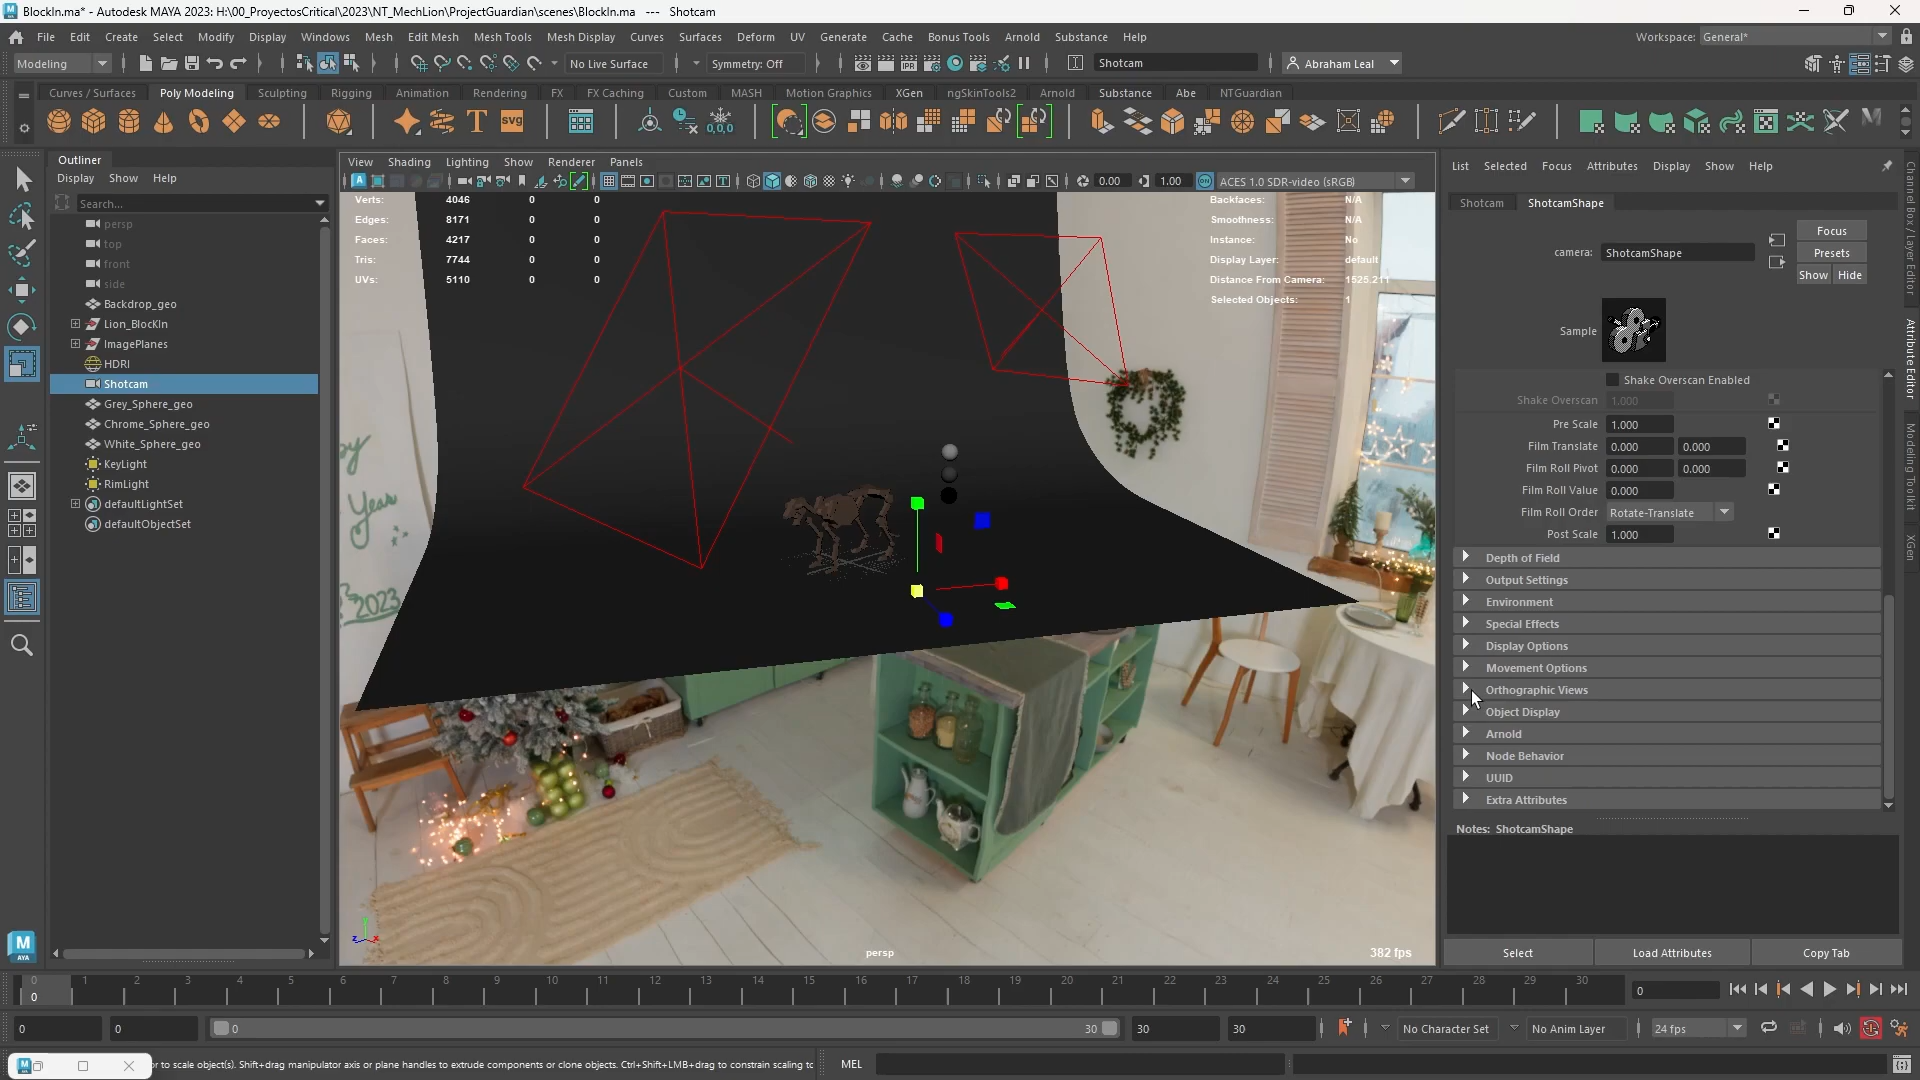 BlockIn.ma* - Autodesk MAYA 2023: H:\00_ProyectosCritical\2023\NT_MechLion\ProjectGuardian\scenes\BlockIn.ma --- Shotcam
File Edit Create Select Modify Display Windows Mesh Edit Mesh Mesh Tools Mesh Display Curves Surfaces Deform UV Generate Cache Bonus Tools Arnold Substance Help Workspace: General*
Modeling No Live Surface Symmetry: Off Shotcam Abraham Leal
Curves / Surfaces Poly Modeling Sculpting Rigging Animation Rendering FX FX Caching Custom MASH Motion Graphics XGen ngSkinTools2 Arnold Substance Abe NTGuardian
Outliner
Display Show Help
Search...
persp
top
front
side
Backdrop_geo
Lion_BlockIn
ImagePlanes
HDRI
Shotcam
Grey_Sphere_geo
Chrome_Sphere_geo
White_Sphere_geo
KeyLight
RimLight
defaultLightSet
defaultObjectSet
View Shading Lighting Show Renderer Panels
0.00 1.00 ACES 1.0 SDR-video (sRGB)
Verts: 4046 0 0
Edges: 8171 0 0
Faces: 4217 0 0
Tris: 7744 0 0
UVs: 5110 0 0
Backfaces: N/A
Smoothness: N/A
Instance: No
Display Layer: default
Distance From Camera: 1525.211
Selected Objects: 1
Year
2023
persp
382 fps
List Selected Focus Attributes Display Show Help
Shotcam ShotcamShape
camera: ShotcamShape
Focus
Presets
Show Hide
Sample
Shake Overscan Enabled
Shake Overscan 1.000
Pre Scale 1.000
Film Translate 0.000 0.000
Film Roll Pivot 0.000 0.000
Film Roll Value 0.000
Film Roll Order Rotate-Translate
Post Scale 1.000
Depth of Field
Output Settings
Environment
Special Effects
Display Options
Movement Options
Orthographic Views
Object Display
Arnold
Node Behavior
UUID
Extra Attributes
Notes: ShotcamShape
Select Load Attributes Copy Tab
Channel Box / Layer Editor
Attribute Editor
Modeling Toolkit
XGen
0 1 2 3 4 5 6 7 8 9 10 11 12 13 14 15 16 17 18 19 20 21 22 23 24 25 26 27 28 29 30
0 0
0 0 0 30 30 30 No Character Set No Anim Layer 24 fps
or to scale object(s). Shift+drag manipulator axis or plane handles to extrude components or clone objects. Ctrl+Shift+LMB+drag to constrain scaling to
MEL